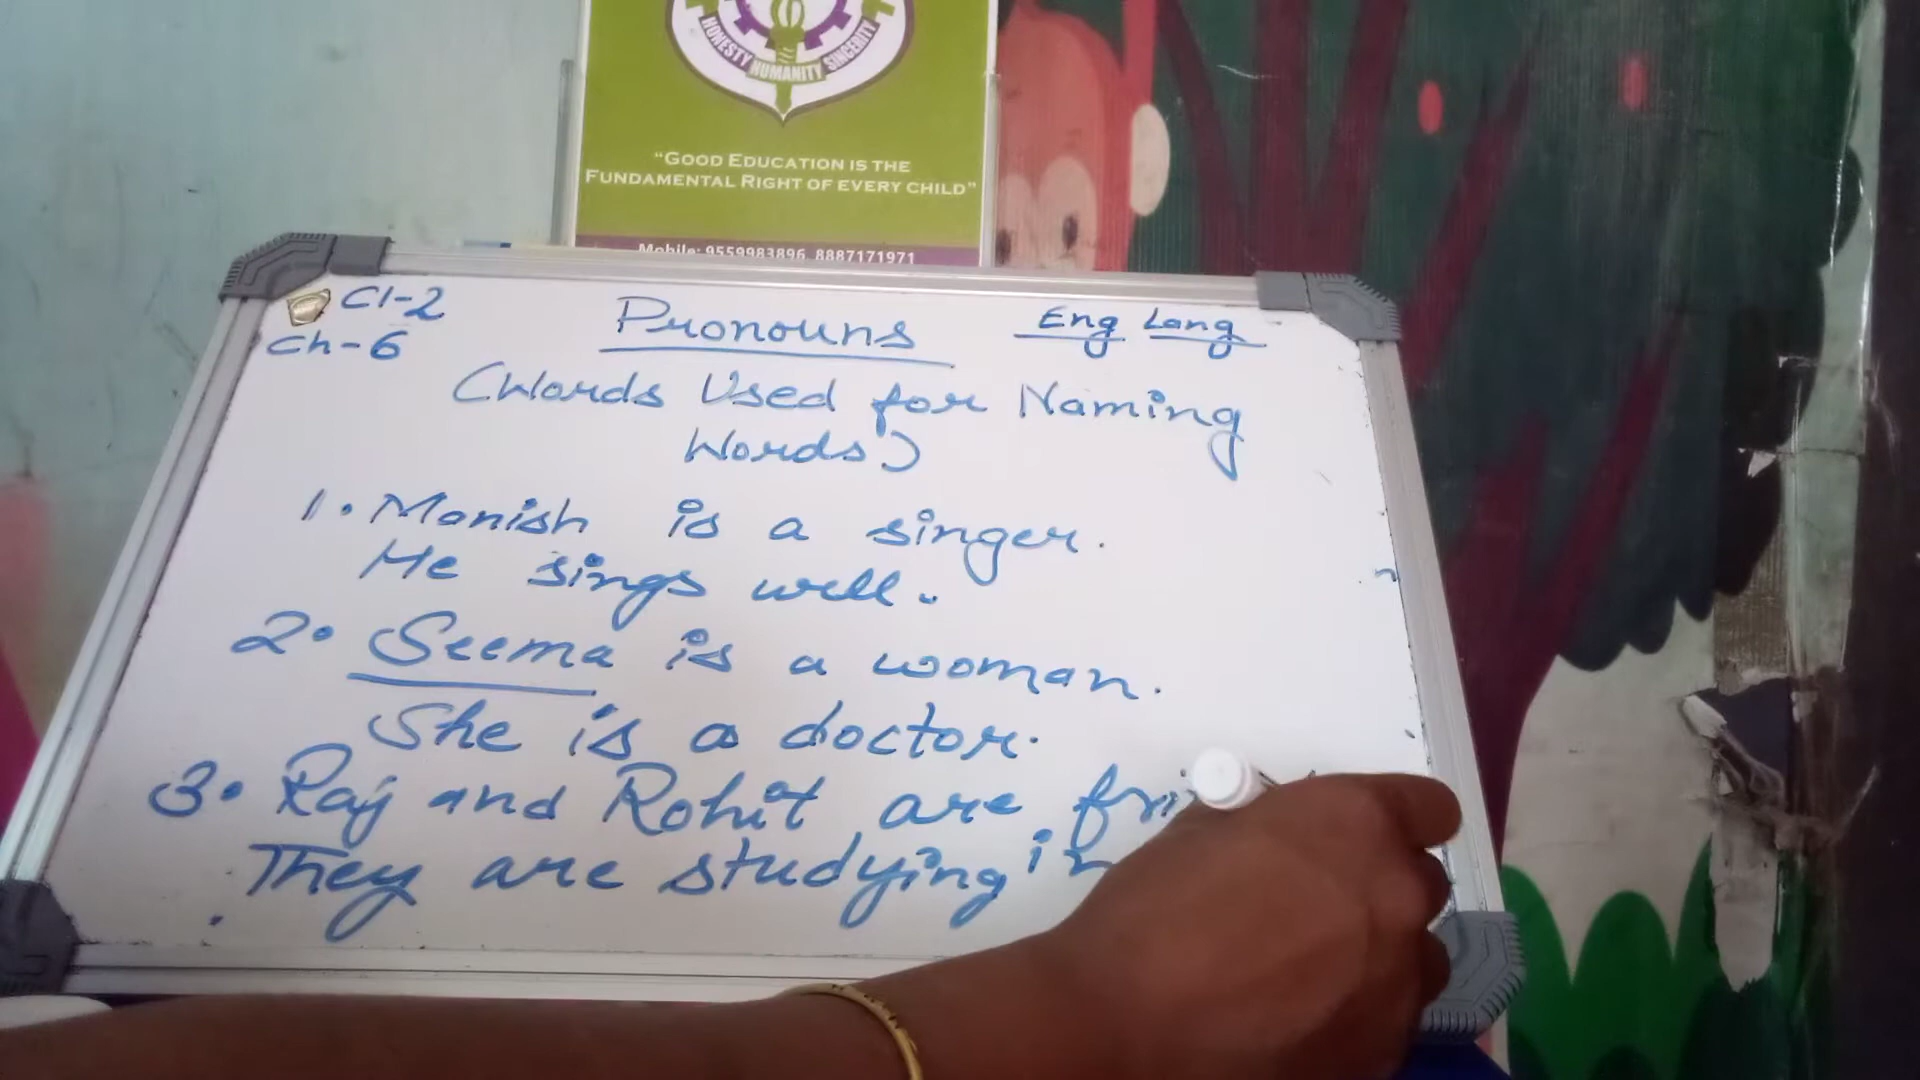 HONESTY HUMANITY SINCERITY
"GOOD EDUCATION IS THE
FUNDAMENTAL RIGHT OF EVERY CHILD"
Mobile: 9559983896, 8887171971
Cl-2
Ch-6
Pronouns
Eng Lang
(Words Used for Naming
Words)
1. Manish is a singer.
He sings well.
2. Seema is a woman.
She is a doctor.
3. Raj and Rohit are
They are studying in